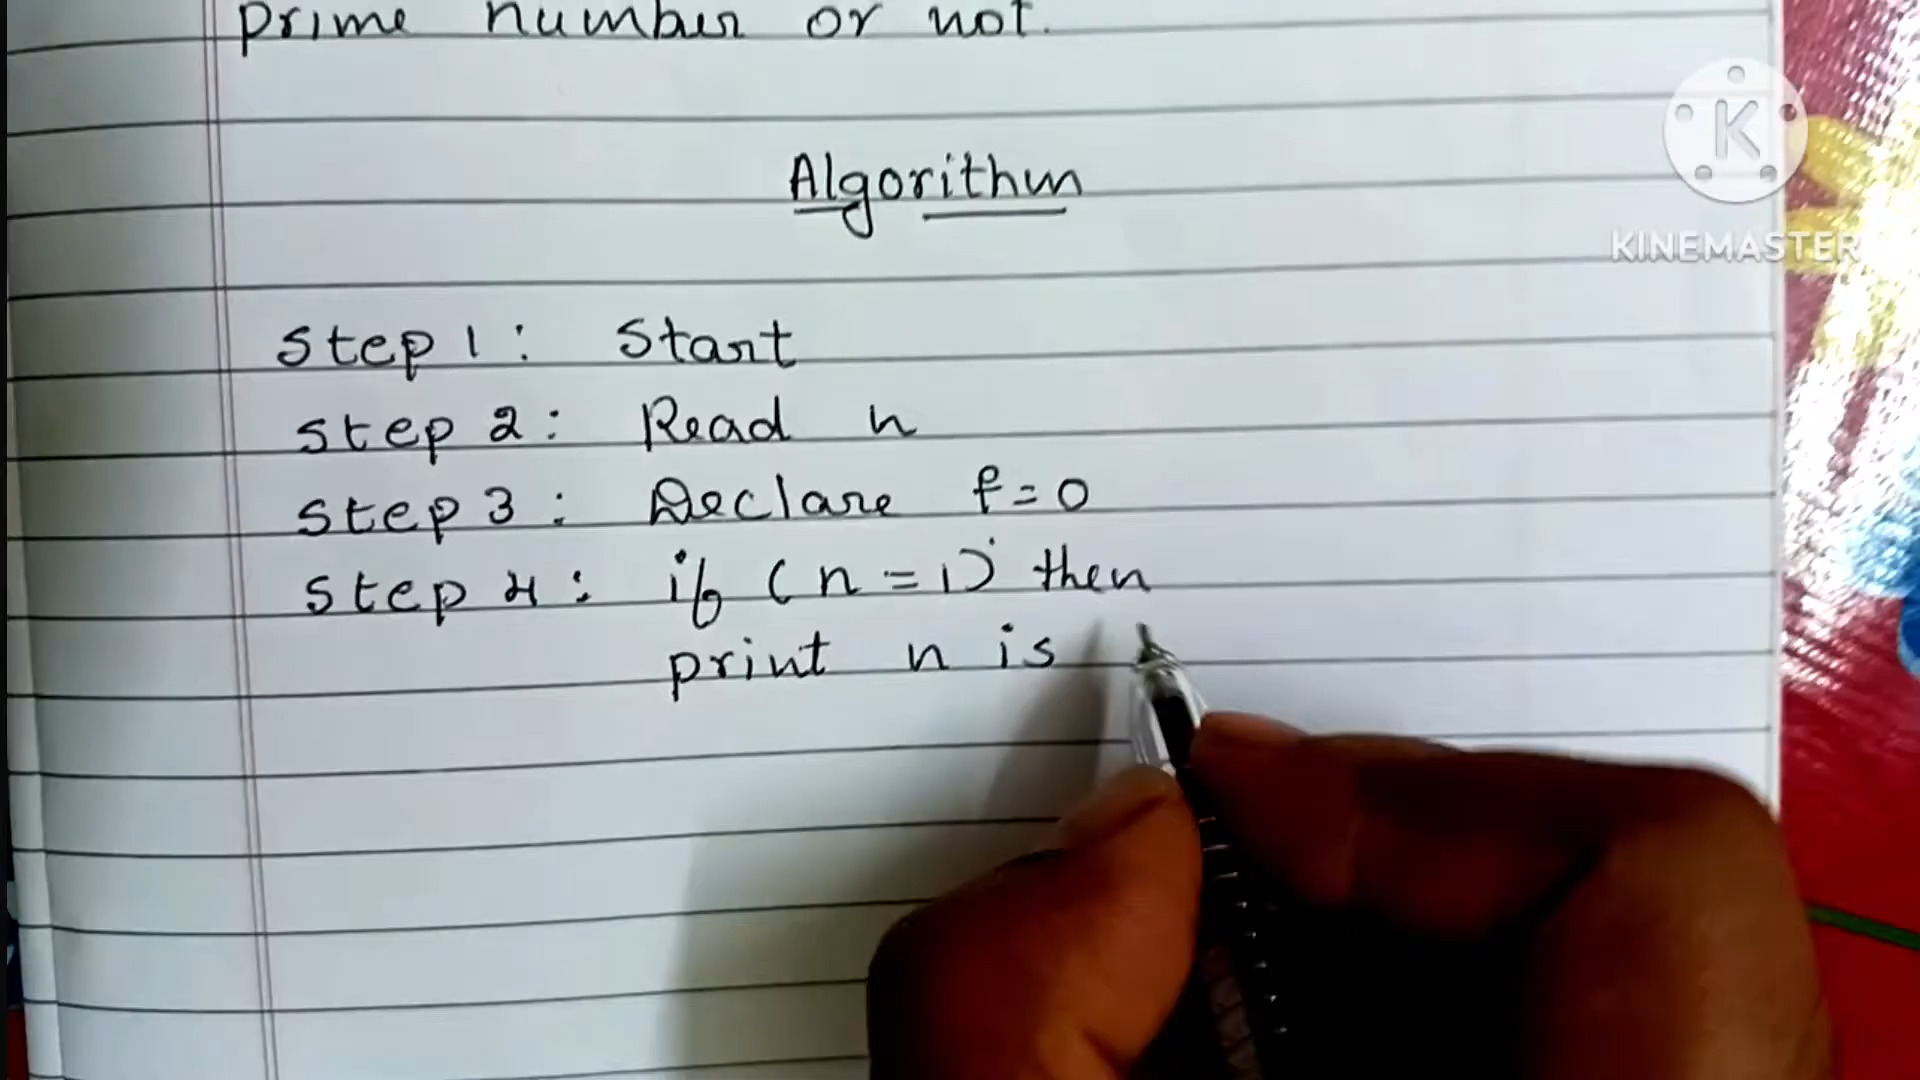 prime number or not.
Algorithm
Step 1: Start
Step 2: Read n
Step 3: Declare f=0
Step 4: if (n=1) then
print n is
K
KINEMASTER